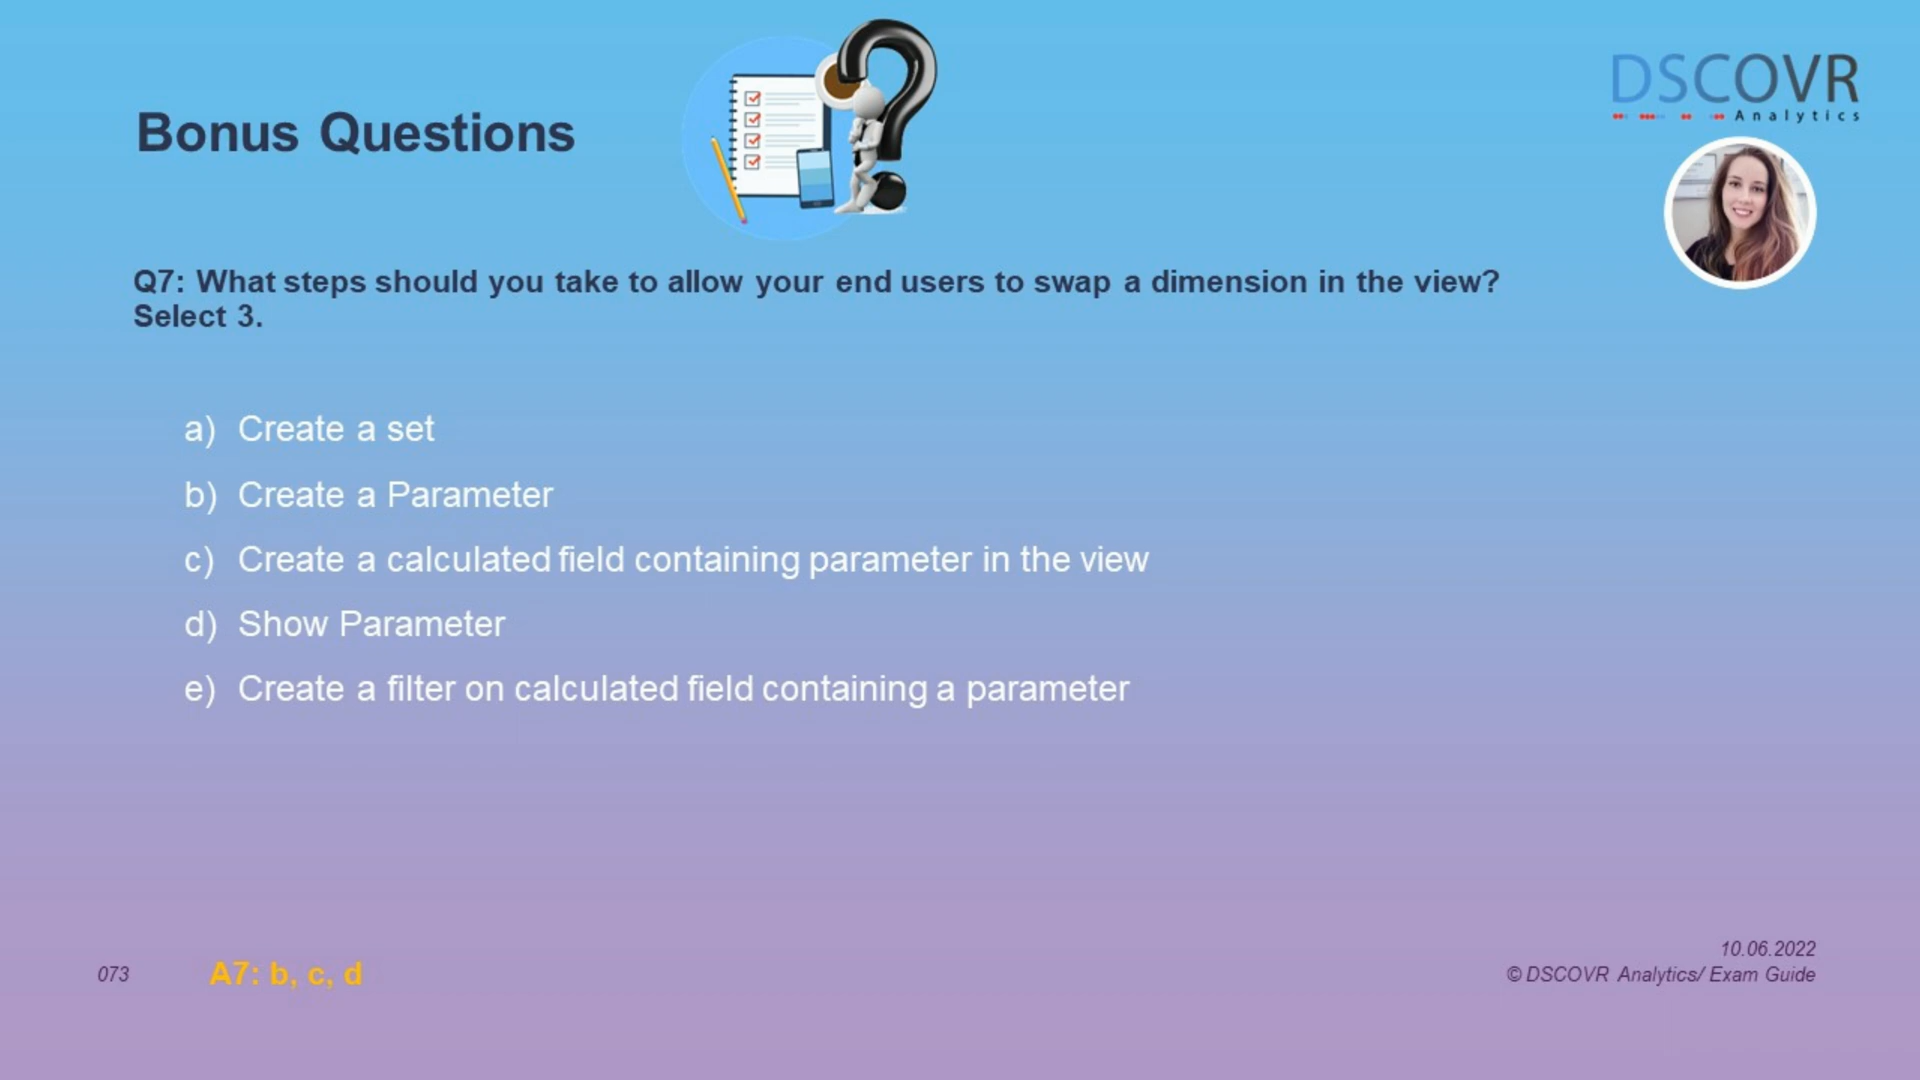 Bonus Questions
DSCOVR
Analytics
Q7: What steps should you take to allow your end users to swap a dimension in the view?
Select 3.
a) Create a set
b) Create a Parameter
c) Create a calculated field containing parameter in the view
d) Show Parameter
e) Create a filter on calculated field containing a parameter
10.06.2022
073
A7: b, c, d
© DSCOVR Analytics/ Exam Guide